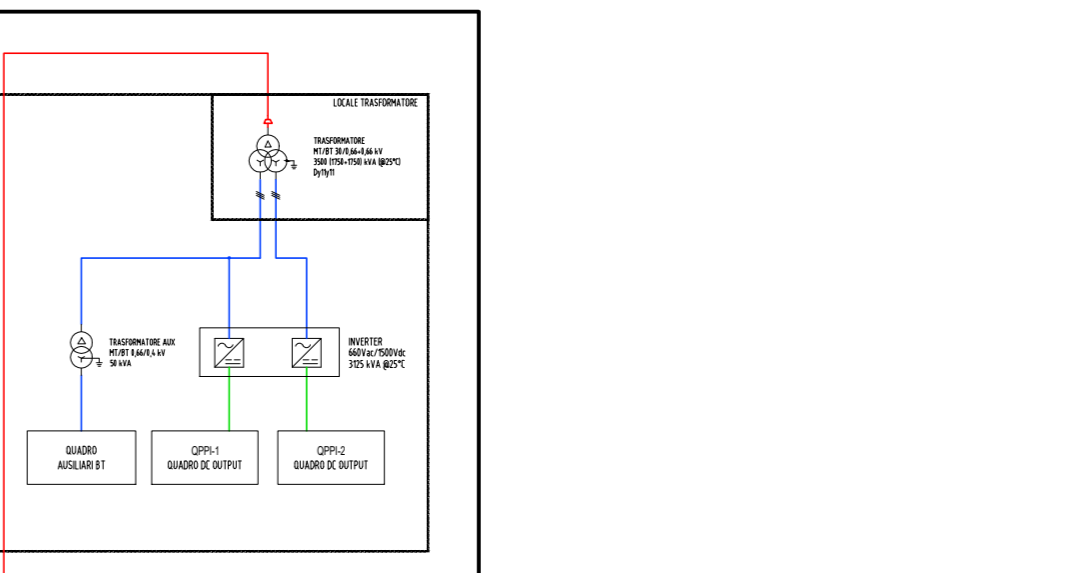 LOCALE TRASFORMATORE
TRASFORMATORE
MT/BT 30/0,66+0,66 kV
3500 (1750+1750) kVA (@25°C)
Dy11y11
TRASFORMATORE AUX
MT/BT 0,66/0,4 kV
50 kVA
INVERTER
660Vac/1500Vdc
3125 kVA @25°C
QUADRO
AUSILIARI BT
QPPI-1
QUADRO DC OUTPUT
QPPI-2
QUADRO DC OUTPUT